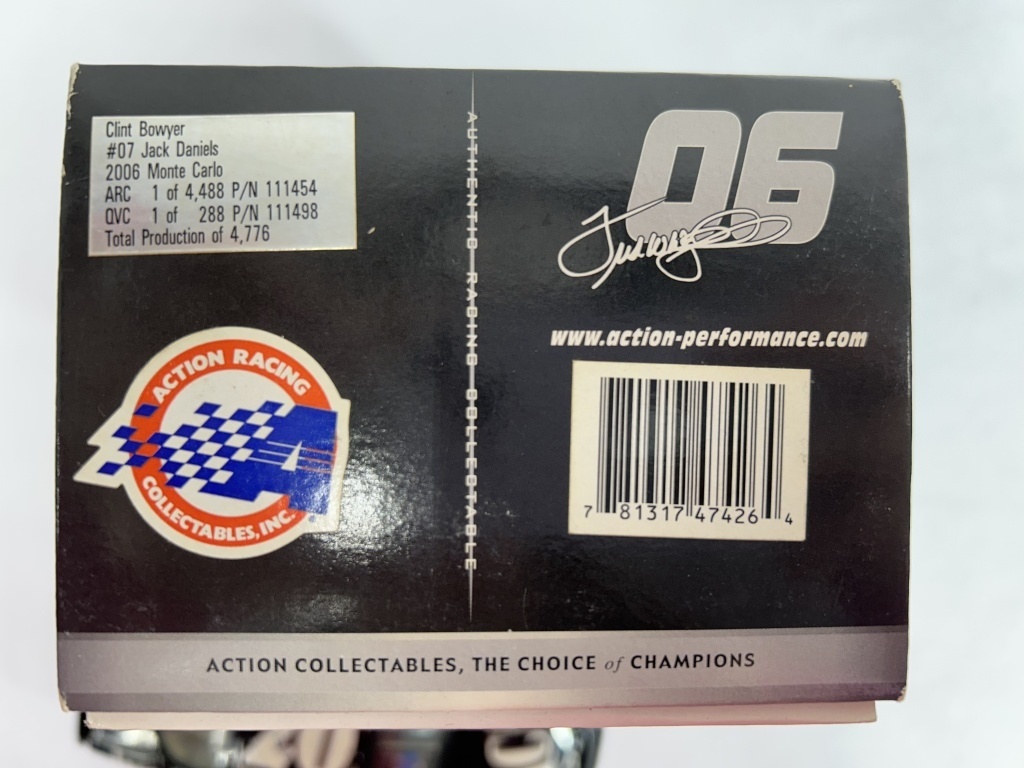 Clint Bowyer
#07 Jack Daniels
2006 Monte Carlo
ARC 1 of 4,488 P/N 111454
QVC 1 of 288 P/N 111498
Total Production of 4,776
ACTION RACING
COLLECTABLES, INC.
AUTHENTIC RACING COLLECTABLE
06
www.action-performance.com
7 81317 47426 4
ACTION COLLECTABLES, THE CHOICE of CHAMPIONS